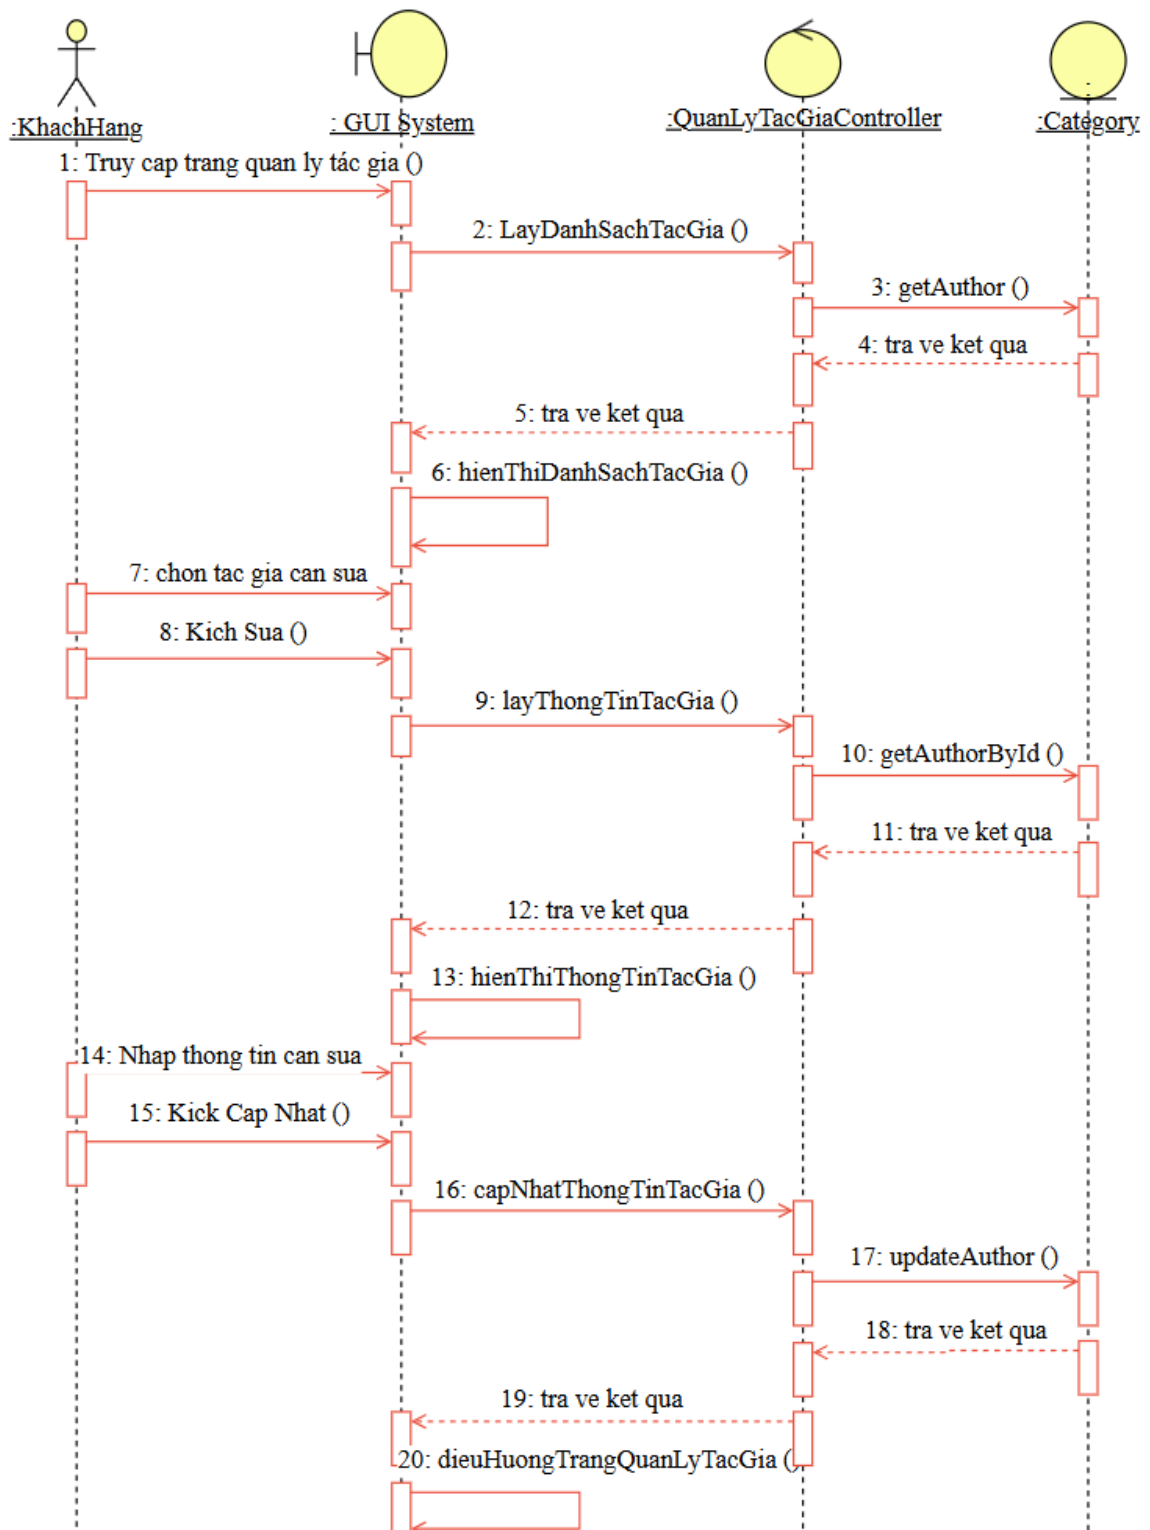 :KhachHang
: GUI System
:QuanLyTacGiaController
:Category
1: Truy cap trang quan ly tác gia ()
2: LayDanhSachTacGia ()
3: getAuthor ()
4: tra ve ket qua
5: tra ve ket qua
6: hienThiDanhSachTacGia ()
7: chon tac gia can sua
8: Kich Sua ()
9: layThongTinTacGia ()
10: getAuthorById ()
11: tra ve ket qua
12: tra ve ket qua
13: hienThiThongTinTacGia ()
14: Nhap thong tin can sua
15: Kick Cap Nhat ()
16: capNhatThongTinTacGia ()
17: updateAuthor ()
18: tra ve ket qua
19: tra ve ket qua
20: dieuHuongTrangQuanLyTacGia ()